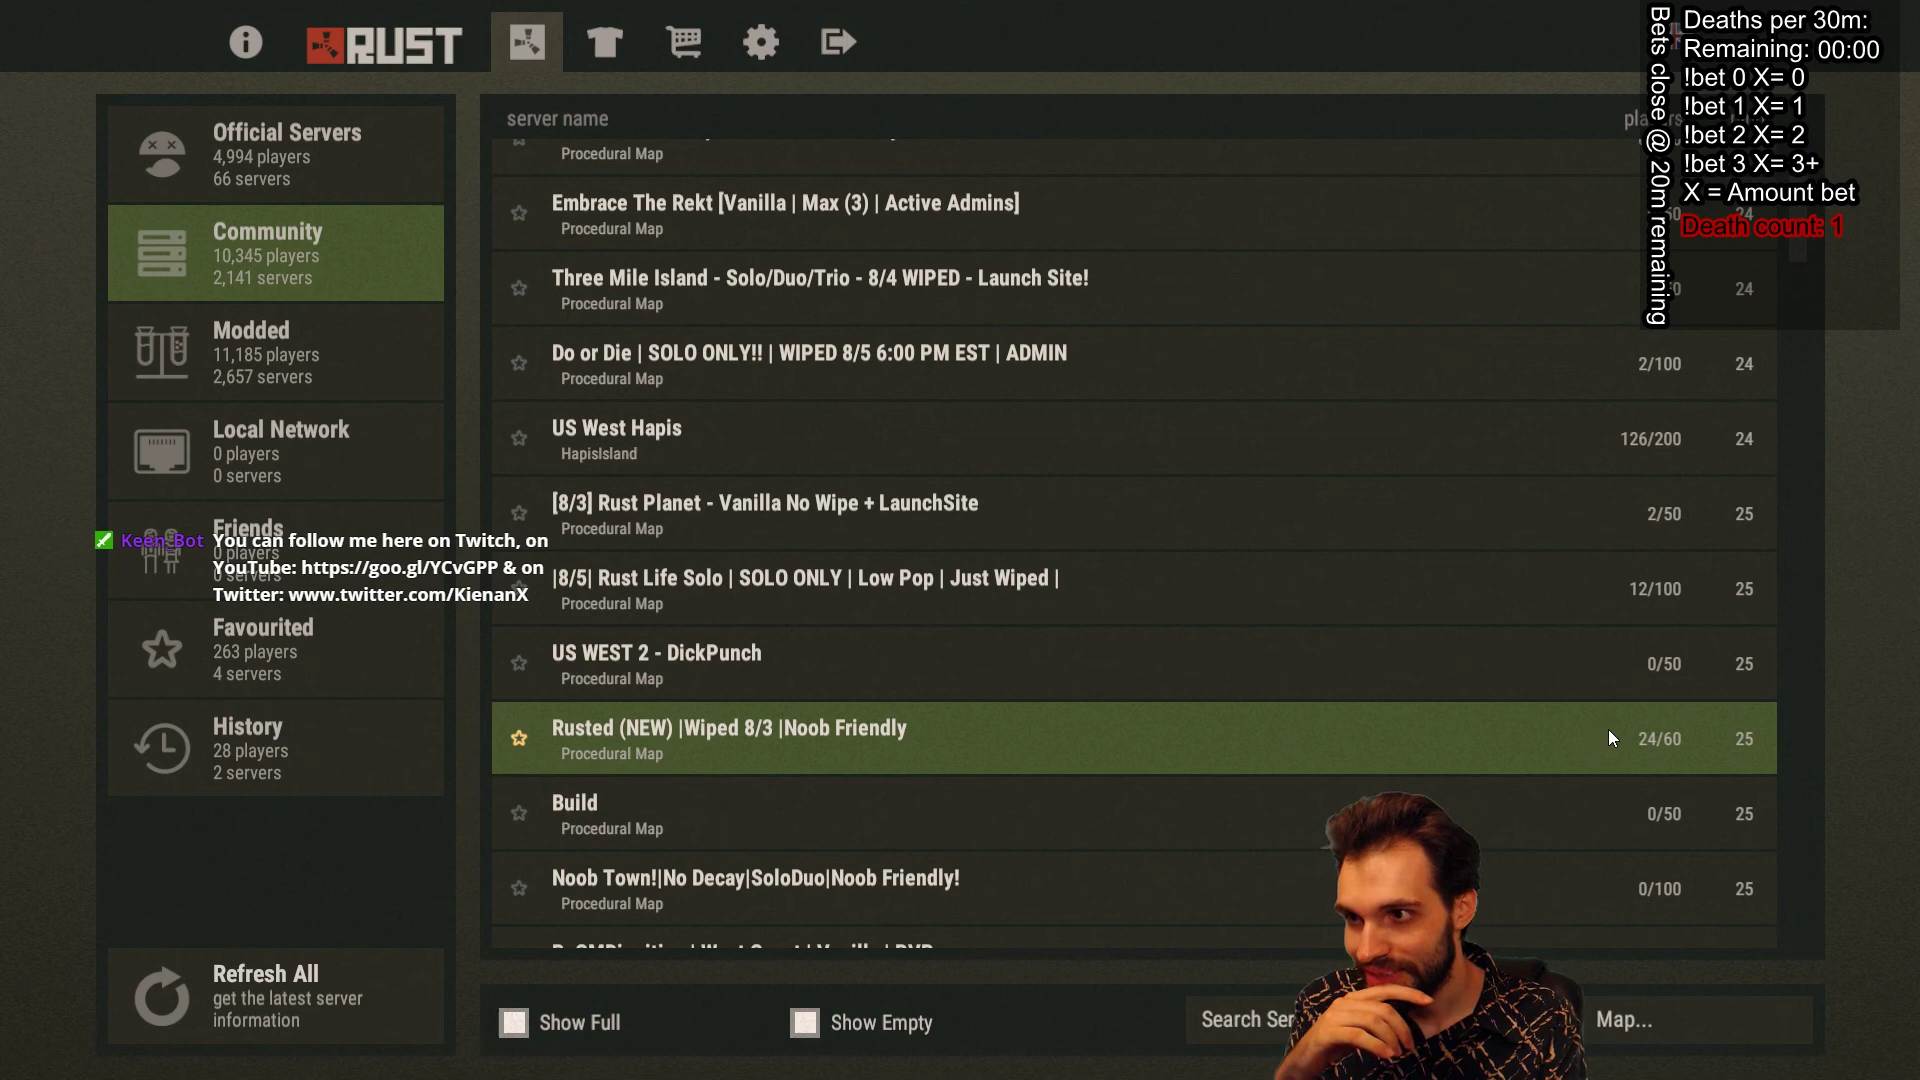 RUST
Official Servers
4,994 players
66 servers
Community
10,345 players
2,141 servers
Modded
11,185 players
2,657 servers
Local Network
0 players
0 servers
Friends
0 players
0 servers
Favourited
263 players
4 servers
History
28 players
2 servers
Refresh All
get the latest server
information
Keen_Bot You can follow me here on Twitch, on
YouTube: https://goo.gl/YCvGPP & on
Twitter: www.twitter.com/KienanX
server name players
Procedural Map
Embrace The Rekt [Vanilla | Max (3) | Active Admins] 24
Procedural Map
Three Mile Island - Solo/Duo/Trio - 8/4 WIPED - Launch Site! 24
Procedural Map
Do or Die | SOLO ONLY!! | WIPED 8/5 6:00 PM EST | ADMIN 2/100 24
Procedural Map
US West Hapis 126/200 24
HapisIsland
[8/3] Rust Planet - Vanilla No Wipe + LaunchSite 2/50 25
Procedural Map
|8/5| Rust Life Solo | SOLO ONLY | Low Pop | Just Wiped | 12/100 25
Procedural Map
US WEST 2 - DickPunch 0/50 25
Procedural Map
Rusted (NEW) |Wiped 8/3 |Noob Friendly 24/60 25
Procedural Map
Build 0/50 25
Procedural Map
Noob Town!|No Decay|SoloDuo|Noob Friendly! 0/100 25
Procedural Map
Show Full Show Empty Search Map...
Bets close @ 20m remaining
Deaths per 30m:
Remaining: 00:00
!bet 0 X= 0
!bet 1 X= 1
!bet 2 X= 2
!bet 3 X= 3+
X = Amount bet
Death count: 1